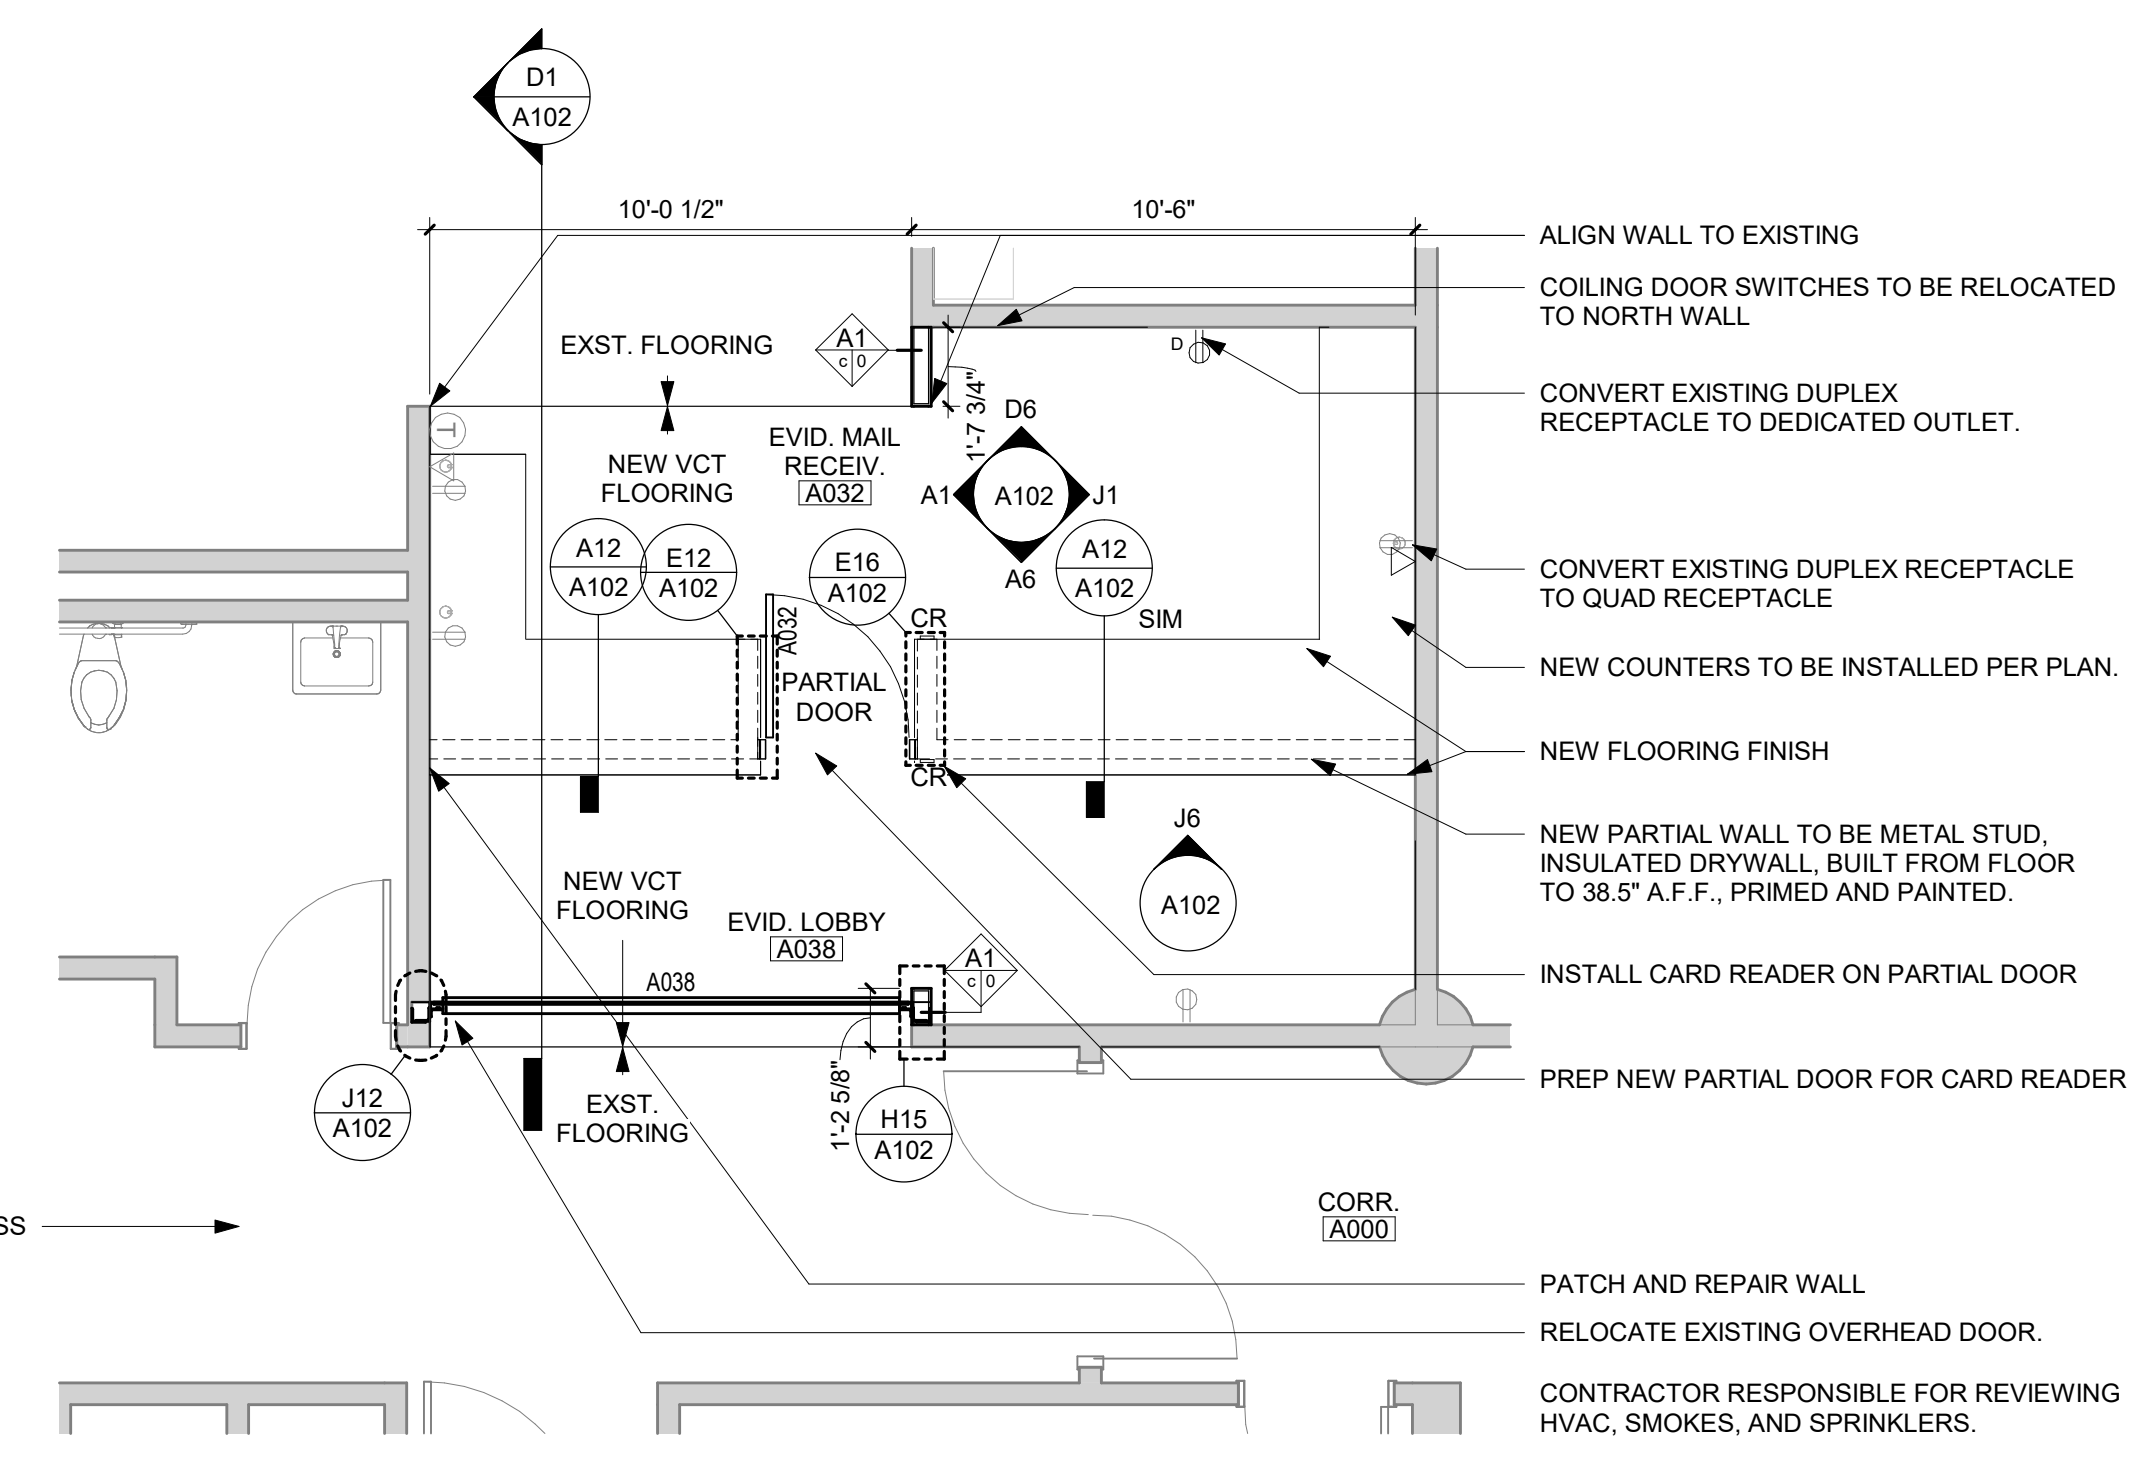 D1
A102
10'-0 1/2"
10'-6"
ALIGN WALL TO EXISTING
COILING DOOR SWITCHES TO BE RELOCATED
TO NORTH WALL
EXST. FLOORING
A1
c 0
D
1'-7 3/4"
CONVERT EXISTING DUPLEX
RECEPTACLE TO DEDICATED OUTLET.
T
EVID. MAIL
RECEIV.
A032
NEW VCT
FLOORING
D6
A1
A102
J1
A6
A12
A102
E12
A102
E16
A102
A12
A102
SIM
CONVERT EXISTING DUPLEX RECEPTACLE
TO QUAD RECEPTACLE
A032
CR
PARTIAL
DOOR
NEW COUNTERS TO BE INSTALLED PER PLAN.
NEW FLOORING FINISH
CR
J6
A102
NEW PARTIAL WALL TO BE METAL STUD,
INSULATED DRYWALL, BUILT FROM FLOOR
TO 38.5" A.F.F., PRIMED AND PAINTED.
NEW VCT
FLOORING
EVID. LOBBY
A038
A1
c 0
A038
INSTALL CARD READER ON PARTIAL DOOR
J12
A102
EXST.
FLOORING
1'-2 5/8"
H15
A102
PREP NEW PARTIAL DOOR FOR CARD READER
CORR.
A000
SS
PATCH AND REPAIR WALL
RELOCATE EXISTING OVERHEAD DOOR.
CONTRACTOR RESPONSIBLE FOR REVIEWING
HVAC, SMOKES, AND SPRINKLERS.